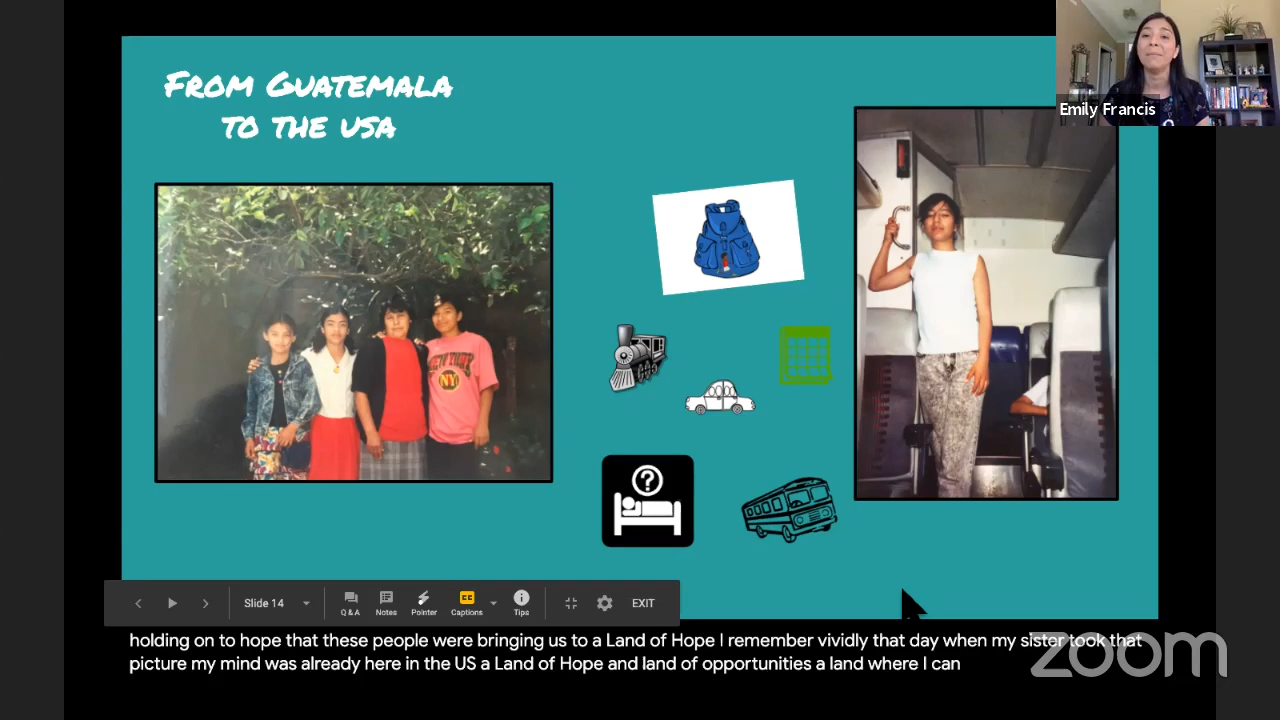 From Guatemala
to the USA
Emily Francis
NEW YORK
NY
?
Slide 14
Q & A
Notes
Pointer
CC
Captions
Tips
EXIT
holding on to hope that these people were bringing us to a Land of Hope I remember vividly that day when my sister took that
picture my mind was already here in the US a Land of Hope and land of opportunities a land where I can
zoom